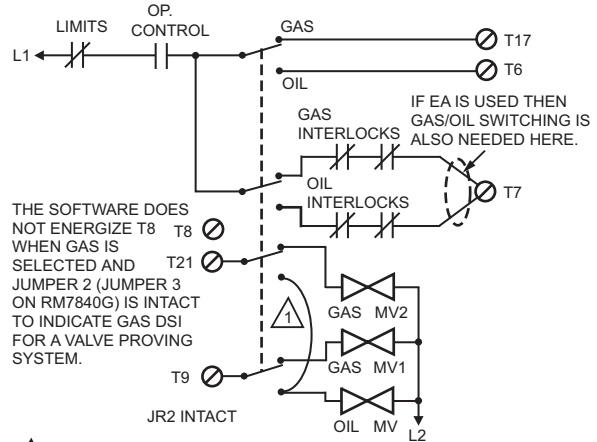 LIMITS
OP.
CONTROL
GAS
L1
T17
T6
OIL
GAS
INTERLOCKS
IF EA IS USED THEN
GAS/OIL SWITCHING IS
ALSO NEEDED HERE.
OIL
INTERLOCKS
T7
THE SOFTWARE DOES
NOT ENERGIZE T8
WHEN GAS IS
SELECTED AND
JUMPER 2 (JUMPER 3
ON RM7840G) IS INTACT
TO INDICATE GAS DSI
FOR A VALVE PROVING
SYSTEM.
T8
T21
1
GAS MV2
GAS MV1
T9
JR2 INTACT
OIL MV
L2